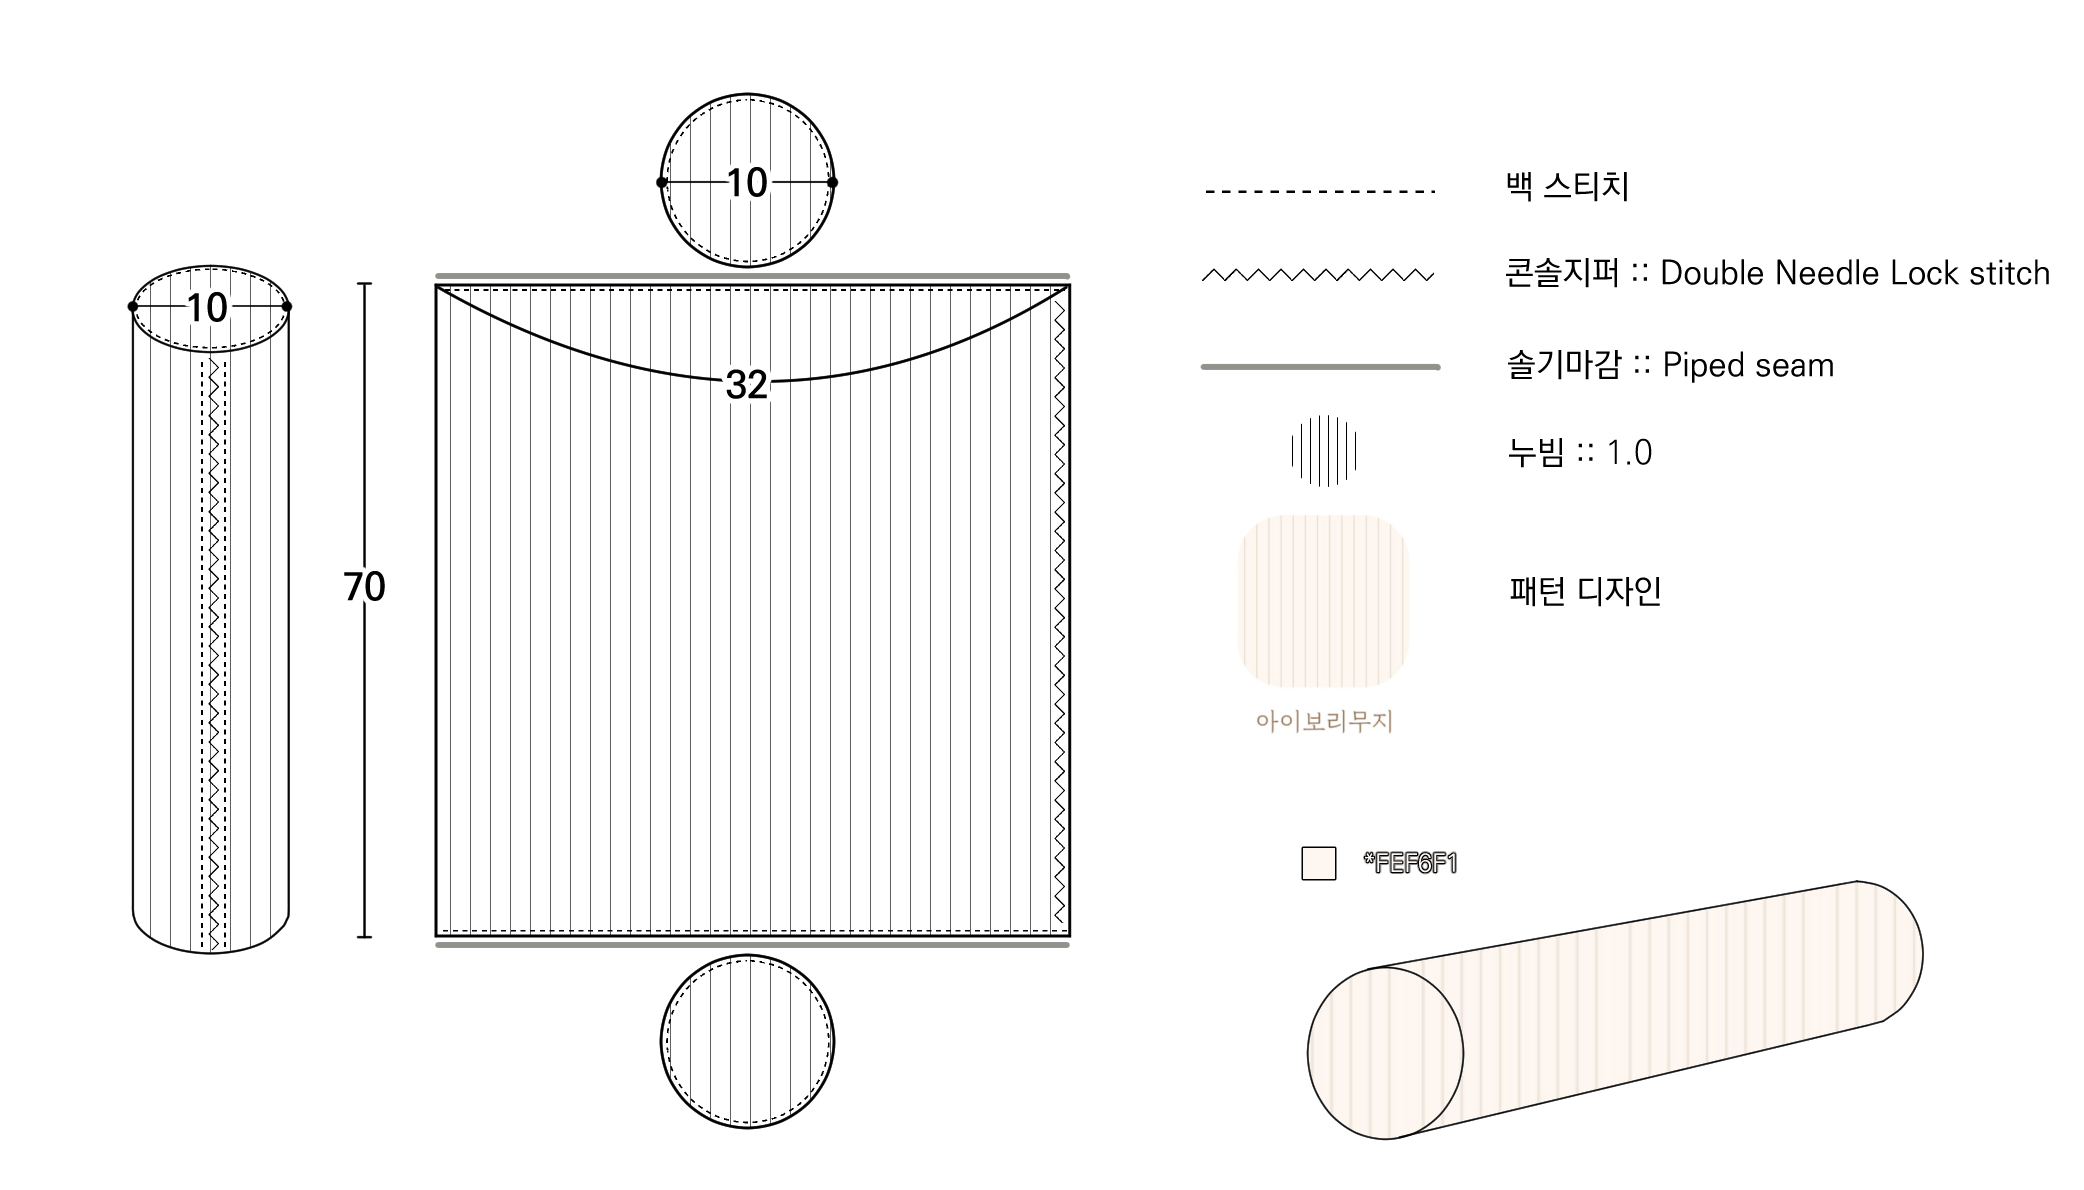 10
10
32
70
백 스티치
콘솔지퍼 :: Double Needle Lock stitch
솔기마감 :: Piped seam
누빔 :: 1.0
패턴 디자인
아이보리무지
*FEF6F1